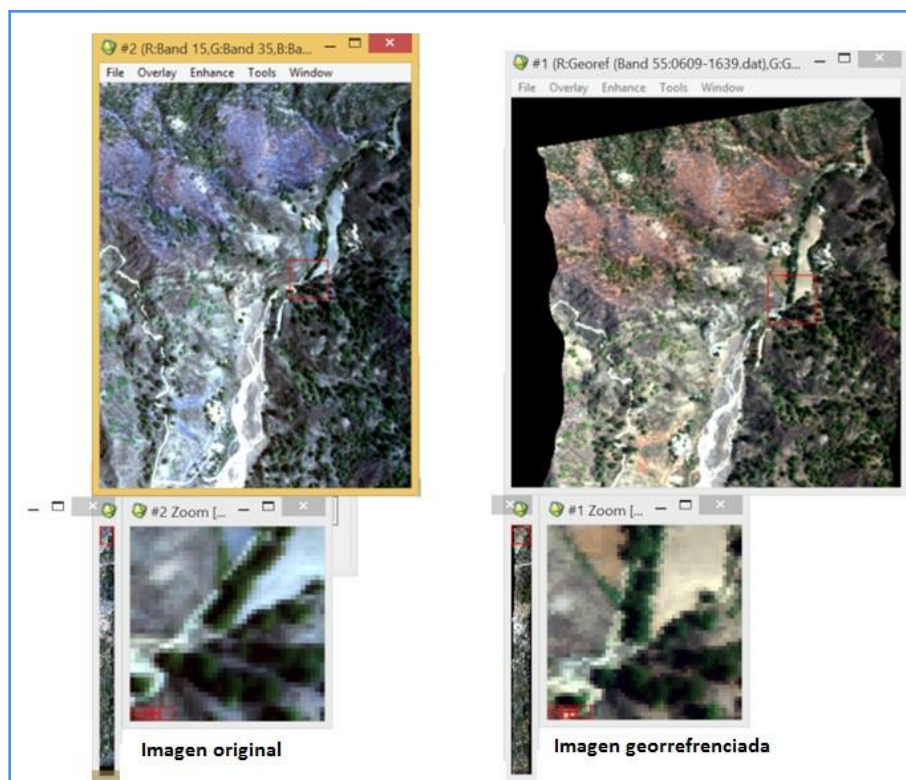 #2 (R:Band 15,G:Band 35,B:Ba...
File Overlay Enhance Tools Window
#1 (R:Georef (Band 55:0609-1639.dat),G:G...
File Overlay Enhance Tools Window
#2 Zoom [...
#1 Zoom [...
Imagen original
Imagen georrefrenciada